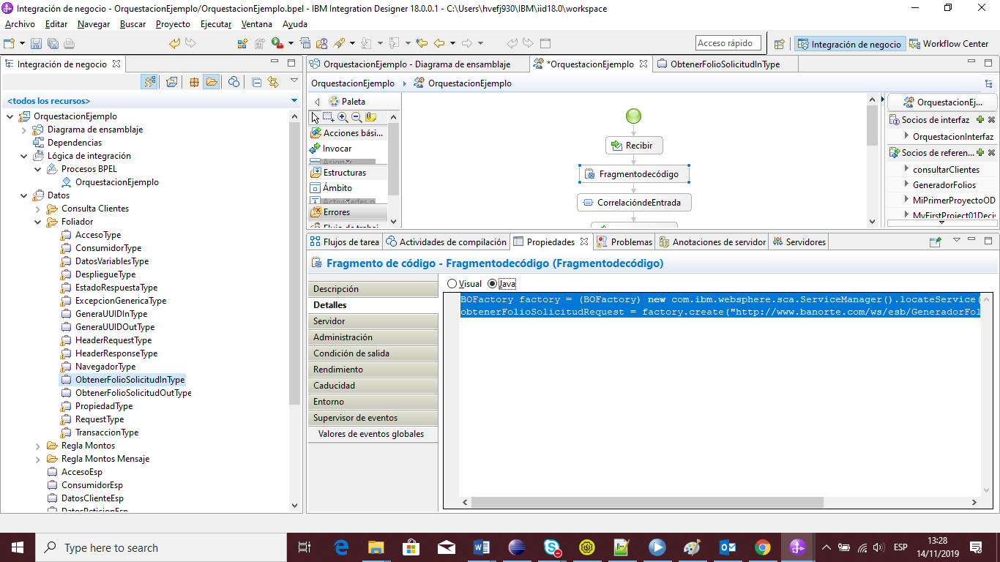 Integración de negocio - OrquestacionEjemplo/OrquestacionEjemplo.bpel - IBM Integration Designer 18.0.0.1 - C:\Users\hvefj930\IBM\iid18.0\workspace
Archivo Editar Navegar Buscar Proyecto Ejecutar Ventana Ayuda
Acceso rápido
Integración de negocio
Workflow Center
Integración de negocio
<todos los recursos>
OrquestacionEjemplo
Diagrama de ensamblaje
Dependencias
Lógica de integración
Procesos BPEL
OrquestacionEjemplo
Datos
Consulta Clientes
Foliador
AccesoType
ConsumidorType
DatosVariablesType
DespliegueType
EstadoRespuestaType
ExcepcionGenericaType
GeneraUUIDInType
GeneraUUIDOutType
HeaderRequestType
HeaderResponseType
NavegadorType
ObtenerFolioSolicitudInType
ObtenerFolioSolicitudOutType
PropiedadType
RequestType
TransaccionType
Regla Montos
Regla Montos Mensaje
AccesoEsp
ConsumidorEsp
DatosClienteEsp
DatosPeticionEsp
OrquestacionEjemplo - Diagrama de ensamblaje
*OrquestacionEjemplo
ObtenerFolioSolicitudInType
OrquestacionEjemplo
OrquestacionEjemplo
Paleta
Acciones bási...
Invocar
Asignar
Estructuras
Ámbito
Errores
Recibir
Fragmentodecódigo
CorrelacióndeEntrada
OrquestacionEj...
Socios de interfaz
OrquestacionInterfaz
Socios de referen...
consultarClientes
GeneradorFolios
MiPrimerProyectoOD
MyFirstProject01Deci
Flujos de tarea
Actividades de compilación
Propiedades
Problemas
Anotaciones de servidor
Servidores
Fragmento de código - Fragmentodecódigo (Fragmentodecódigo)
Descripción
Detalles
Servidor
Administración
Condición de salida
Rendimiento
Caducidad
Entorno
Supervisor de eventos
Valores de eventos globales
Visual Java
BOFactory factory = (BOFactory) new com.ibm.websphere.sca.ServiceManager().locateService(
obtenerFolioSolicitudRequest = factory.create("http://www.banorte.com/ws/esb/GeneradorFol
Type here to search
ESP
13:28
14/11/2019